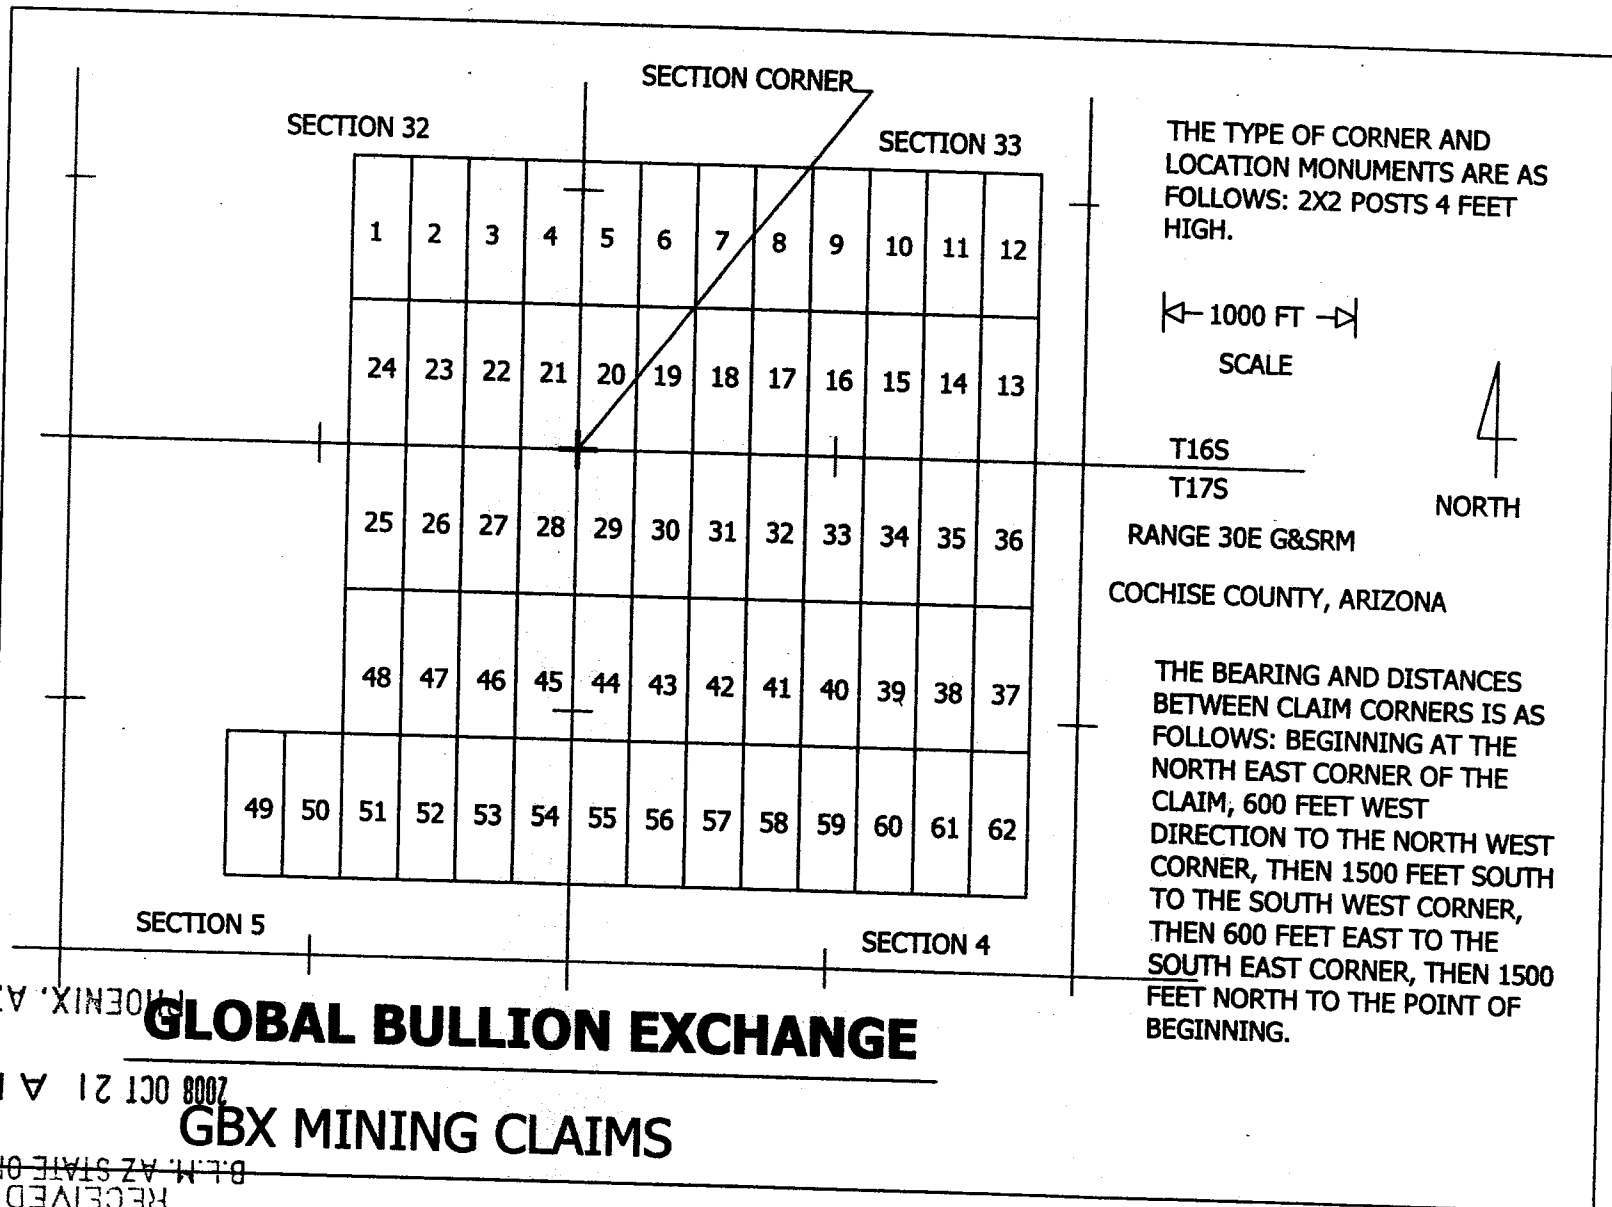 SECTION CORNER
SECTION 32
SECTION 33
1 2 3 4 5 6 7 8 9 10 11 12
24 23 22 21 20 19 18 17 16 15 14 13
25 26 27 28 29 30 31 32 33 34 35 36
48 47 46 45 44 43 42 41 40 39 38 37
49 50 51 52 53 54 55 56 57 58 59 60 61 62
SECTION 5
SECTION 4
THE TYPE OF CORNER AND
LOCATION MONUMENTS ARE AS
FOLLOWS: 2X2 POSTS 4 FEET
HIGH.
1000 FT
SCALE
T16S
T17S
NORTH
RANGE 30E G&SRM
COCHISE COUNTY, ARIZONA
THE BEARING AND DISTANCES
BETWEEN CLAIM CORNERS IS AS
FOLLOWS: BEGINNING AT THE
NORTH EAST CORNER OF THE
CLAIM, 600 FEET WEST
DIRECTION TO THE NORTH WEST
CORNER, THEN 1500 FEET SOUTH
TO THE SOUTH WEST CORNER,
THEN 600 FEET EAST TO THE
SOUTH EAST CORNER, THEN 1500
FEET NORTH TO THE POINT OF
BEGINNING.
GLOBAL BULLION EXCHANGE
GBX MINING CLAIMS
RECEIVED
B.L.M. AZ STATE
2008 OCT 21 A
PHOENIX, AZ